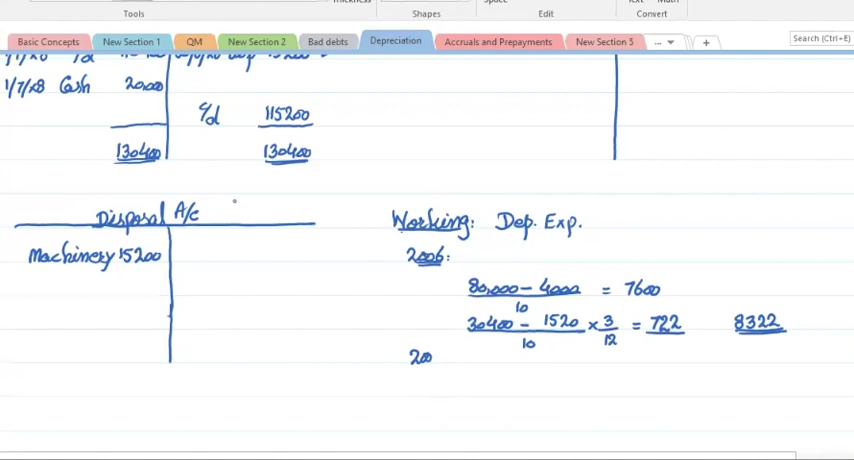 Tools Shapes Edit Convert
Basic Concepts New Section 1 QM New Section 2 Bad debts Depreciation Accruals and Prepayments New Section 5 ... + Search (Ctrl+E)
1/7/x8 Cash 20,000
c/d 115200
130400 130400
Disposal A/c
Machinery 15200
Working: Dep. Exp.
2006:
80,000 - 4000 = 7600
10
30400 - 1520 × 3 = 722 8322
10 12
200